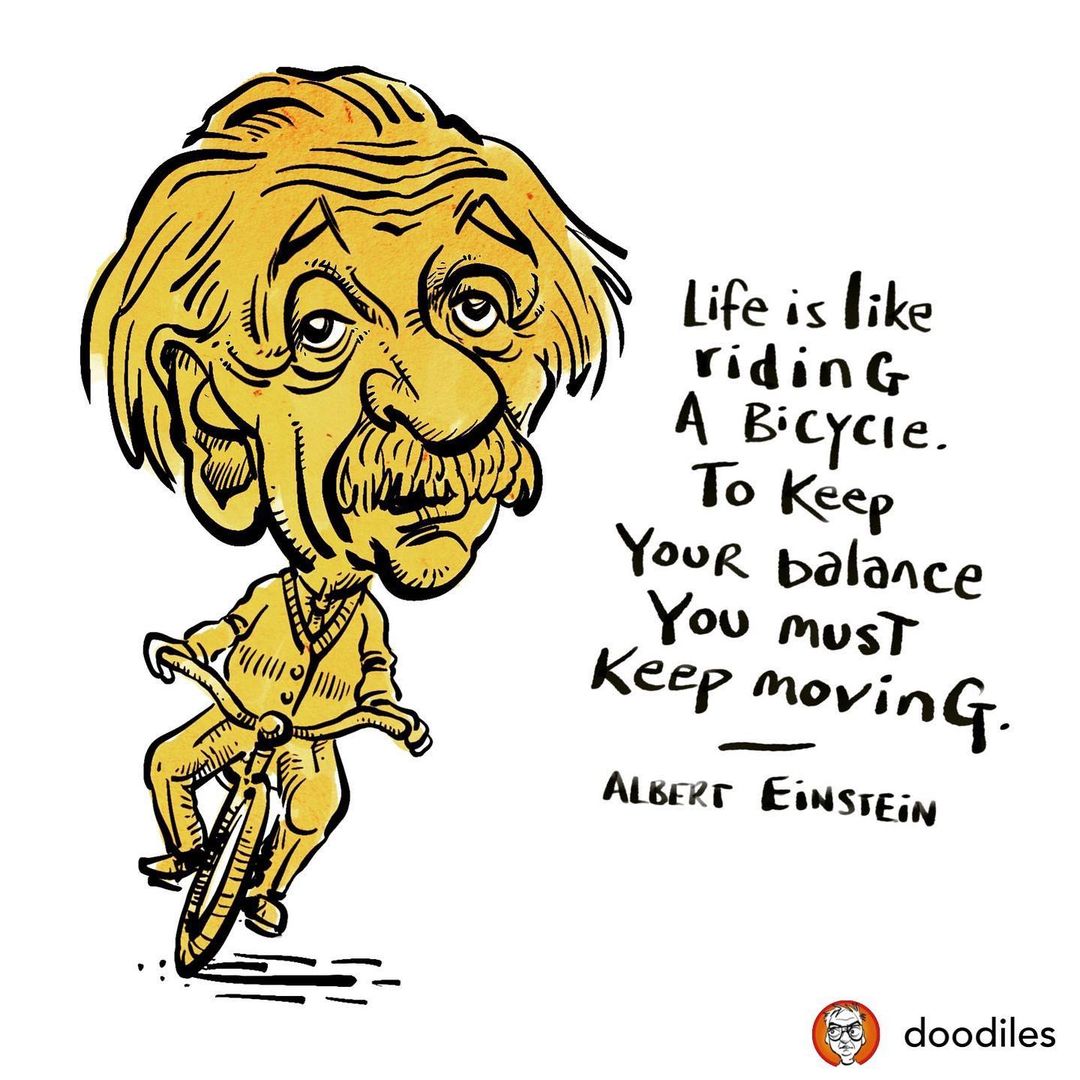 Life is like
ridinG
A BicYcle.
To Keep
YouR balance
You musT
Keep movinG.
—
ALBERT EiNSTEiN
doodiles